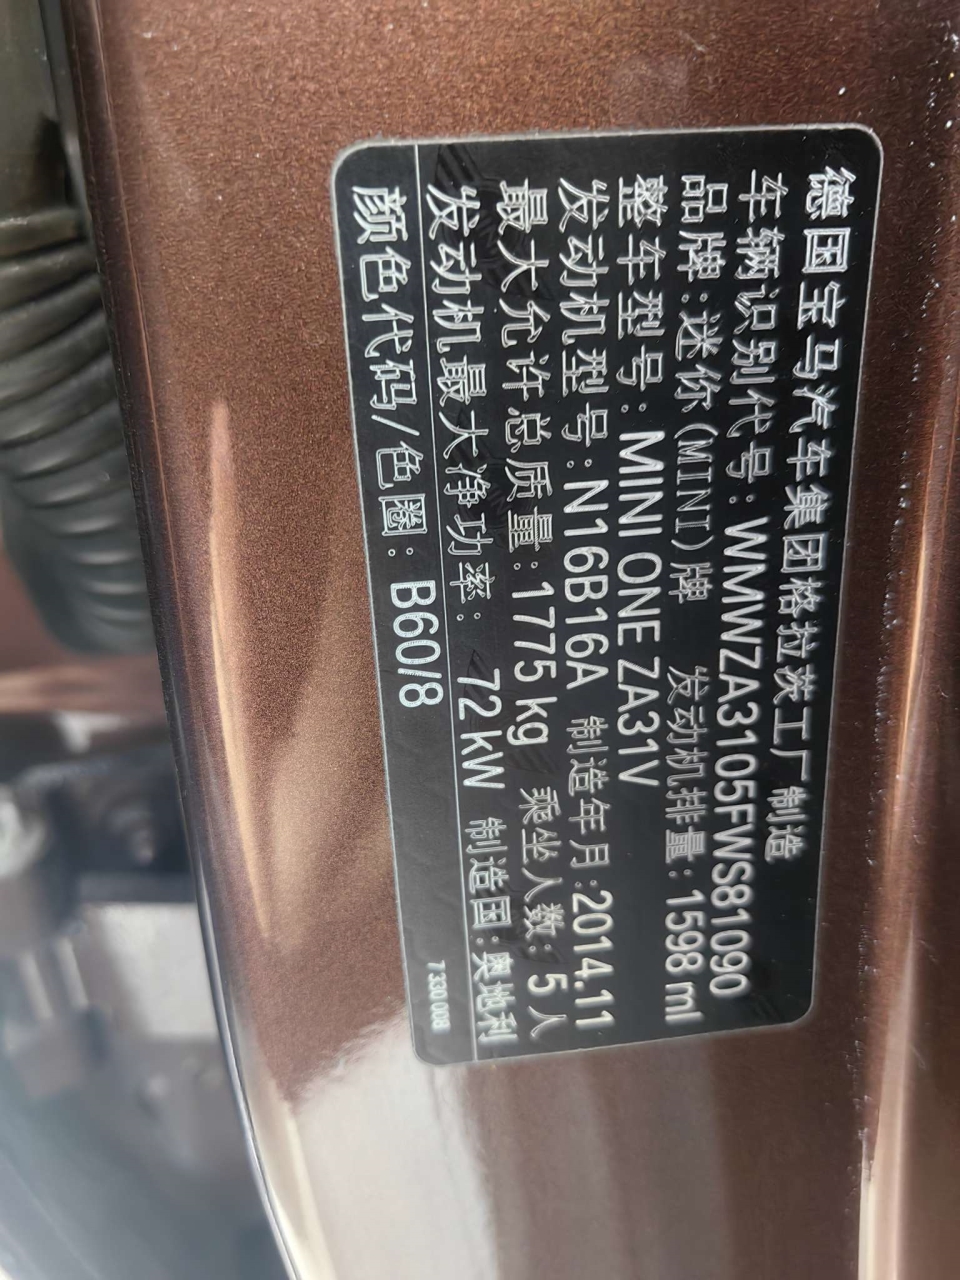 德国宝马汽车集团格拉茨工厂制造
车辆识别代号:WMWZA3105FWS81090
品牌:迷你(MINI)牌 发动机排量:1598 ml
整车型号:MINI ONE ZA31V
发动机型号:N16B16A 制造年月:2014.11
最大允许总质量:1775 kg 乘坐人数:5人
发动机最大净功率: 72 kW 制造国:奥地利
颜色代码/色圈: B60/8
7 330 008